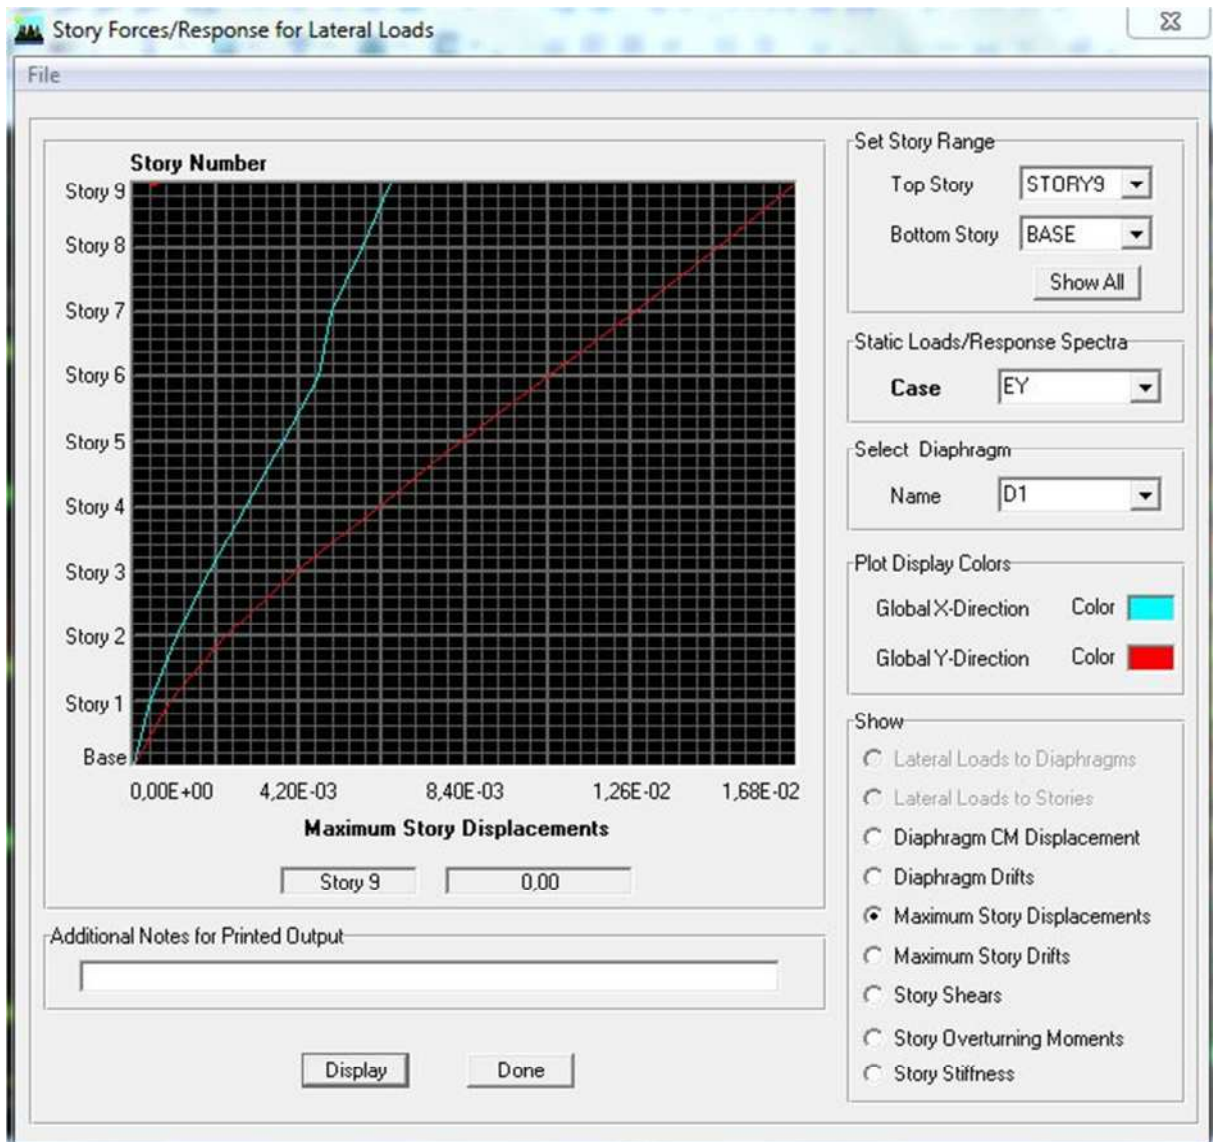 Story Forces/Response for Lateral Loads
File
Story Number
Story 9
Story 8
Story 7
Story 6
Story 5
Story 4
Story 3
Story 2
Story 1
Base
0,00E+00 4,20E-03 8,40E-03 1,26E-02 1,68E-02
Maximum Story Displacements
Story 9 0,00
Additional Notes for Printed Output
Display Done
Set Story Range
Top Story STORY9
Bottom Story BASE
Show All
Static Loads/Response Spectra
Case EY
Select Diaphragm
Name D1
Plot Display Colors
Global X-Direction Color
Global Y-Direction Color
Show
Lateral Loads to Diaphragms
Lateral Loads to Stories
Diaphragm CM Displacement
Diaphragm Drifts
Maximum Story Displacements
Maximum Story Drifts
Story Shears
Story Overturning Moments
Story Stiffness